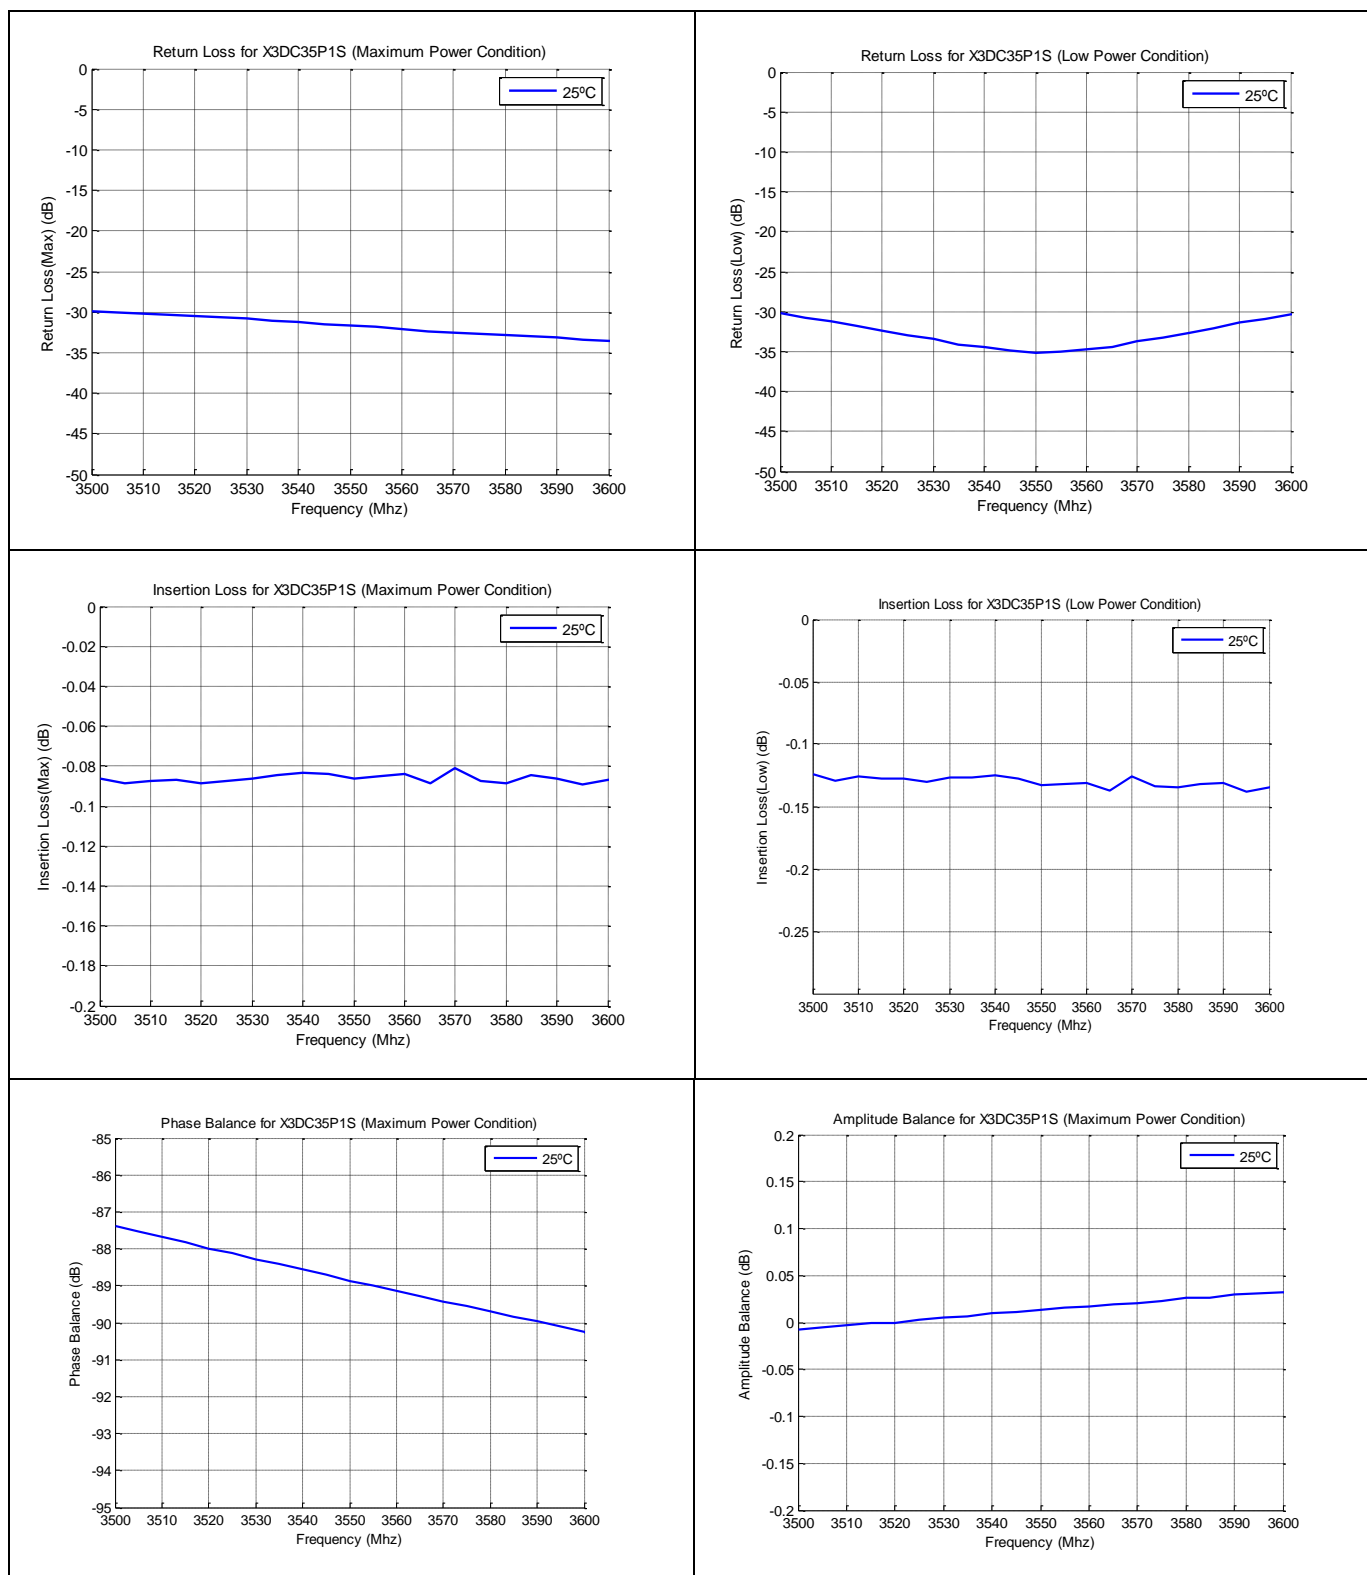 Return Loss for X3DC35P1S (Maximum Power Condition)
25ºC
0
-5
-10
-15
-20
-25
-30
-35
-40
-45
-50
Return Loss(Max) (dB)
3500 3510 3520 3530 3540 3550 3560 3570 3580 3590 3600
Frequency (Mhz)
Return Loss for X3DC35P1S (Low Power Condition)
25ºC
0
-5
-10
-15
-20
-25
-30
-35
-40
-45
-50
Return Loss(Low) (dB)
3500 3510 3520 3530 3540 3550 3560 3570 3580 3590 3600
Frequency (Mhz)
Insertion Loss for X3DC35P1S (Maximum Power Condition)
25ºC
0
-0.02
-0.04
-0.06
-0.08
-0.1
-0.12
-0.14
-0.16
-0.18
-0.2
Insertion Loss(Max) (dB)
3500 3510 3520 3530 3540 3550 3560 3570 3580 3590 3600
Frequency (Mhz)
Insertion Loss for X3DC35P1S (Low Power Condition)
25ºC
0
-0.05
-0.1
-0.15
-0.2
-0.25
Insertion Loss(Low) (dB)
3500 3510 3520 3530 3540 3550 3560 3570 3580 3590 3600
Frequency (Mhz)
Phase Balance for X3DC35P1S (Maximum Power Condition)
25ºC
-85
-86
-87
-88
-89
-90
-91
-92
-93
-94
-95
Phase Balance (dB)
3500 3510 3520 3530 3540 3550 3560 3570 3580 3590 3600
Frequency (Mhz)
Amplitude Balance for X3DC35P1S (Maximum Power Condition)
25ºC
0.2
0.15
0.1
0.05
0
-0.05
-0.1
-0.15
-0.2
Amplitude Balance (dB)
3500 3510 3520 3530 3540 3550 3560 3570 3580 3590 3600
Frequency (Mhz)